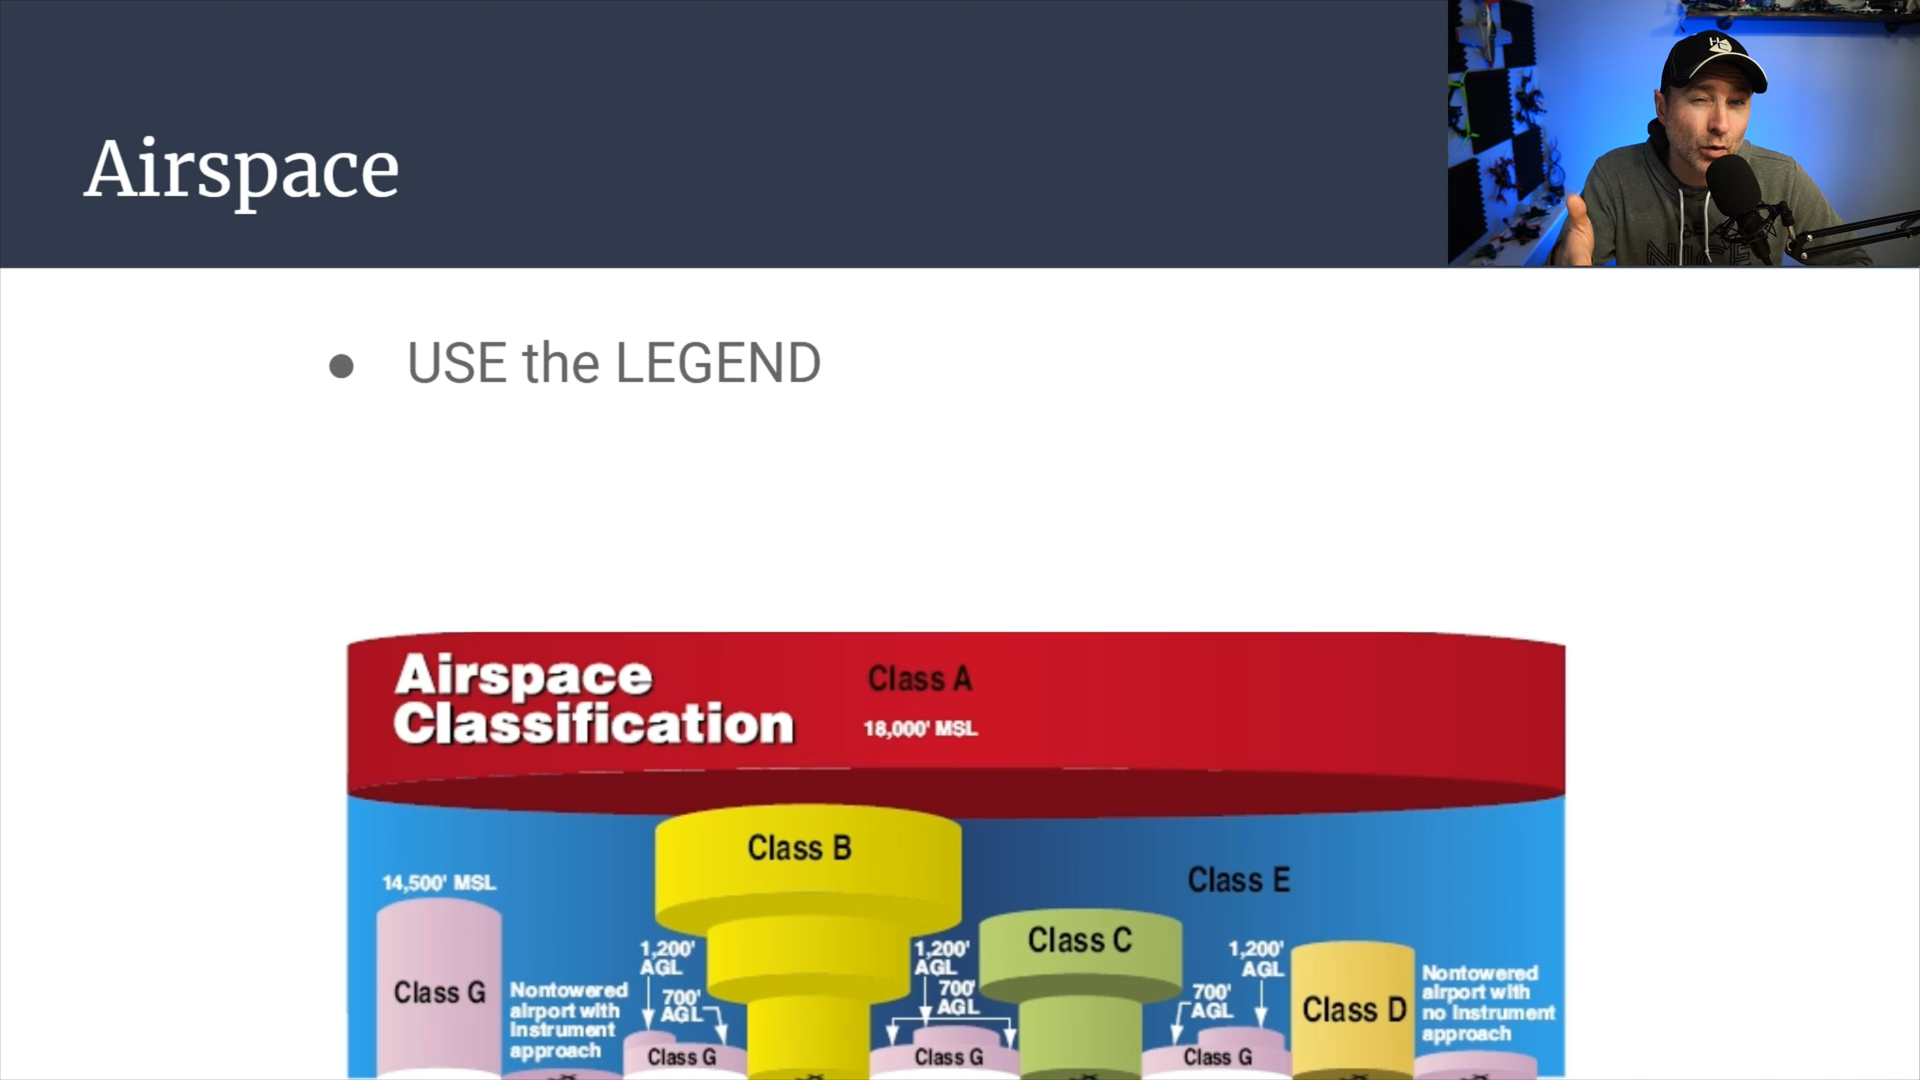 Airspace
NICE
USE the LEGEND
Airspace
Classification
Class A
18,000' MSL
Class B
14,500' MSL
Class E
Class C
1,200'
AGL
1,200'
AGL
1,200'
AGL
Class G
Nontowered
airport with
Instrument
approach
700'
AGL
700'
AGL
700'
AGL
Class D
Nontowered
airport with
no Instrument
approach
Class G
Class G
Class G